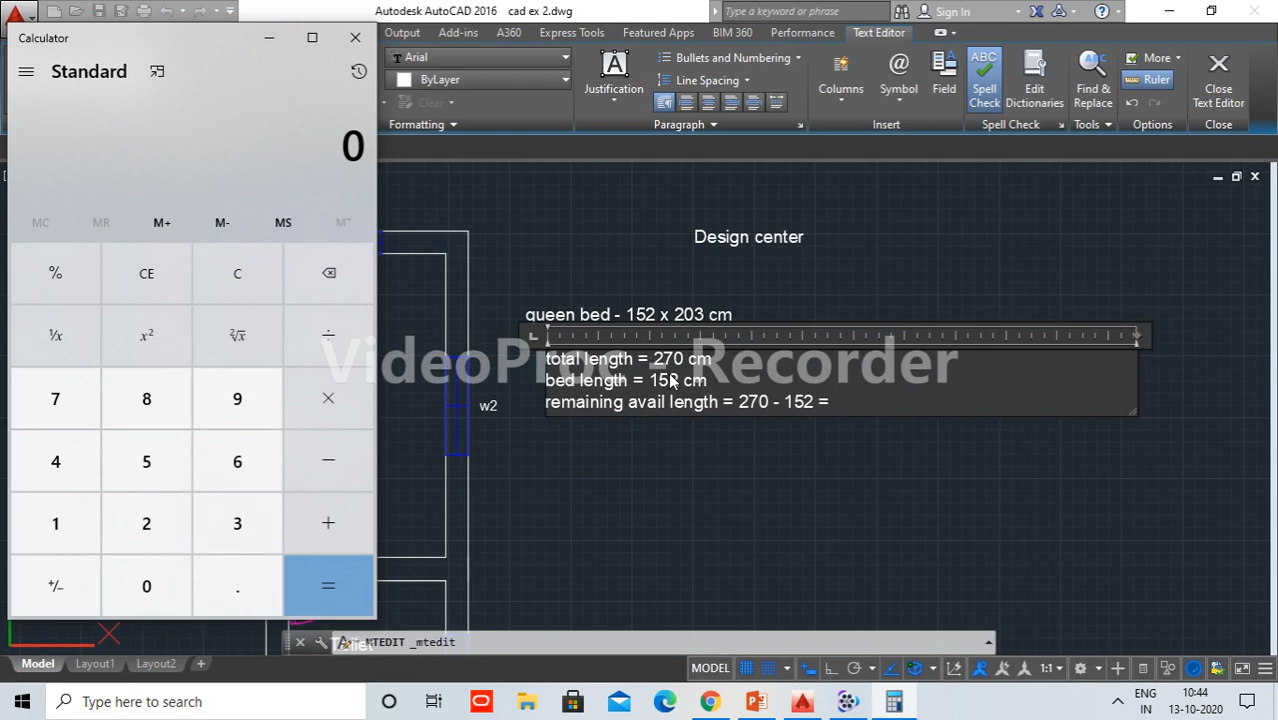 Autodesk AutoCAD 2016 cad ex 2.dwg
Type a keyword or phrase
Sign In
Calculator
Output Add-ins A360 Express Tools Featured Apps BIM 360 Performance Text Editor
Standard
Arial
ByLayer
Clear
Formatting
Justification
Bullets and Numbering
Line Spacing
Paragraph
Columns
Symbol
Field
Insert
ABC
Spell Check
Edit Dictionaries
Spell Check
Find & Replace
Tools
More
Ruler
Options
Close Text Editor
Close
0
MC MR M+ M- MS M˅
% CE C
¹/x x² ²√x ÷
7 8 9 ×
4 5 6 −
1 2 3 +
+/− 0 . =
Design center
queen bed - 152 x 203 cm
total length = 270 cm
bed length = 152 cm
remaining avail length = 270 - 152 =
VideoProc - Recorder
w2
Toliet
MTEDIT _mtedit
Model Layout1 Layout2 +
MODEL
1:1
Type here to search
ENG
IN
10:44
13-10-2020